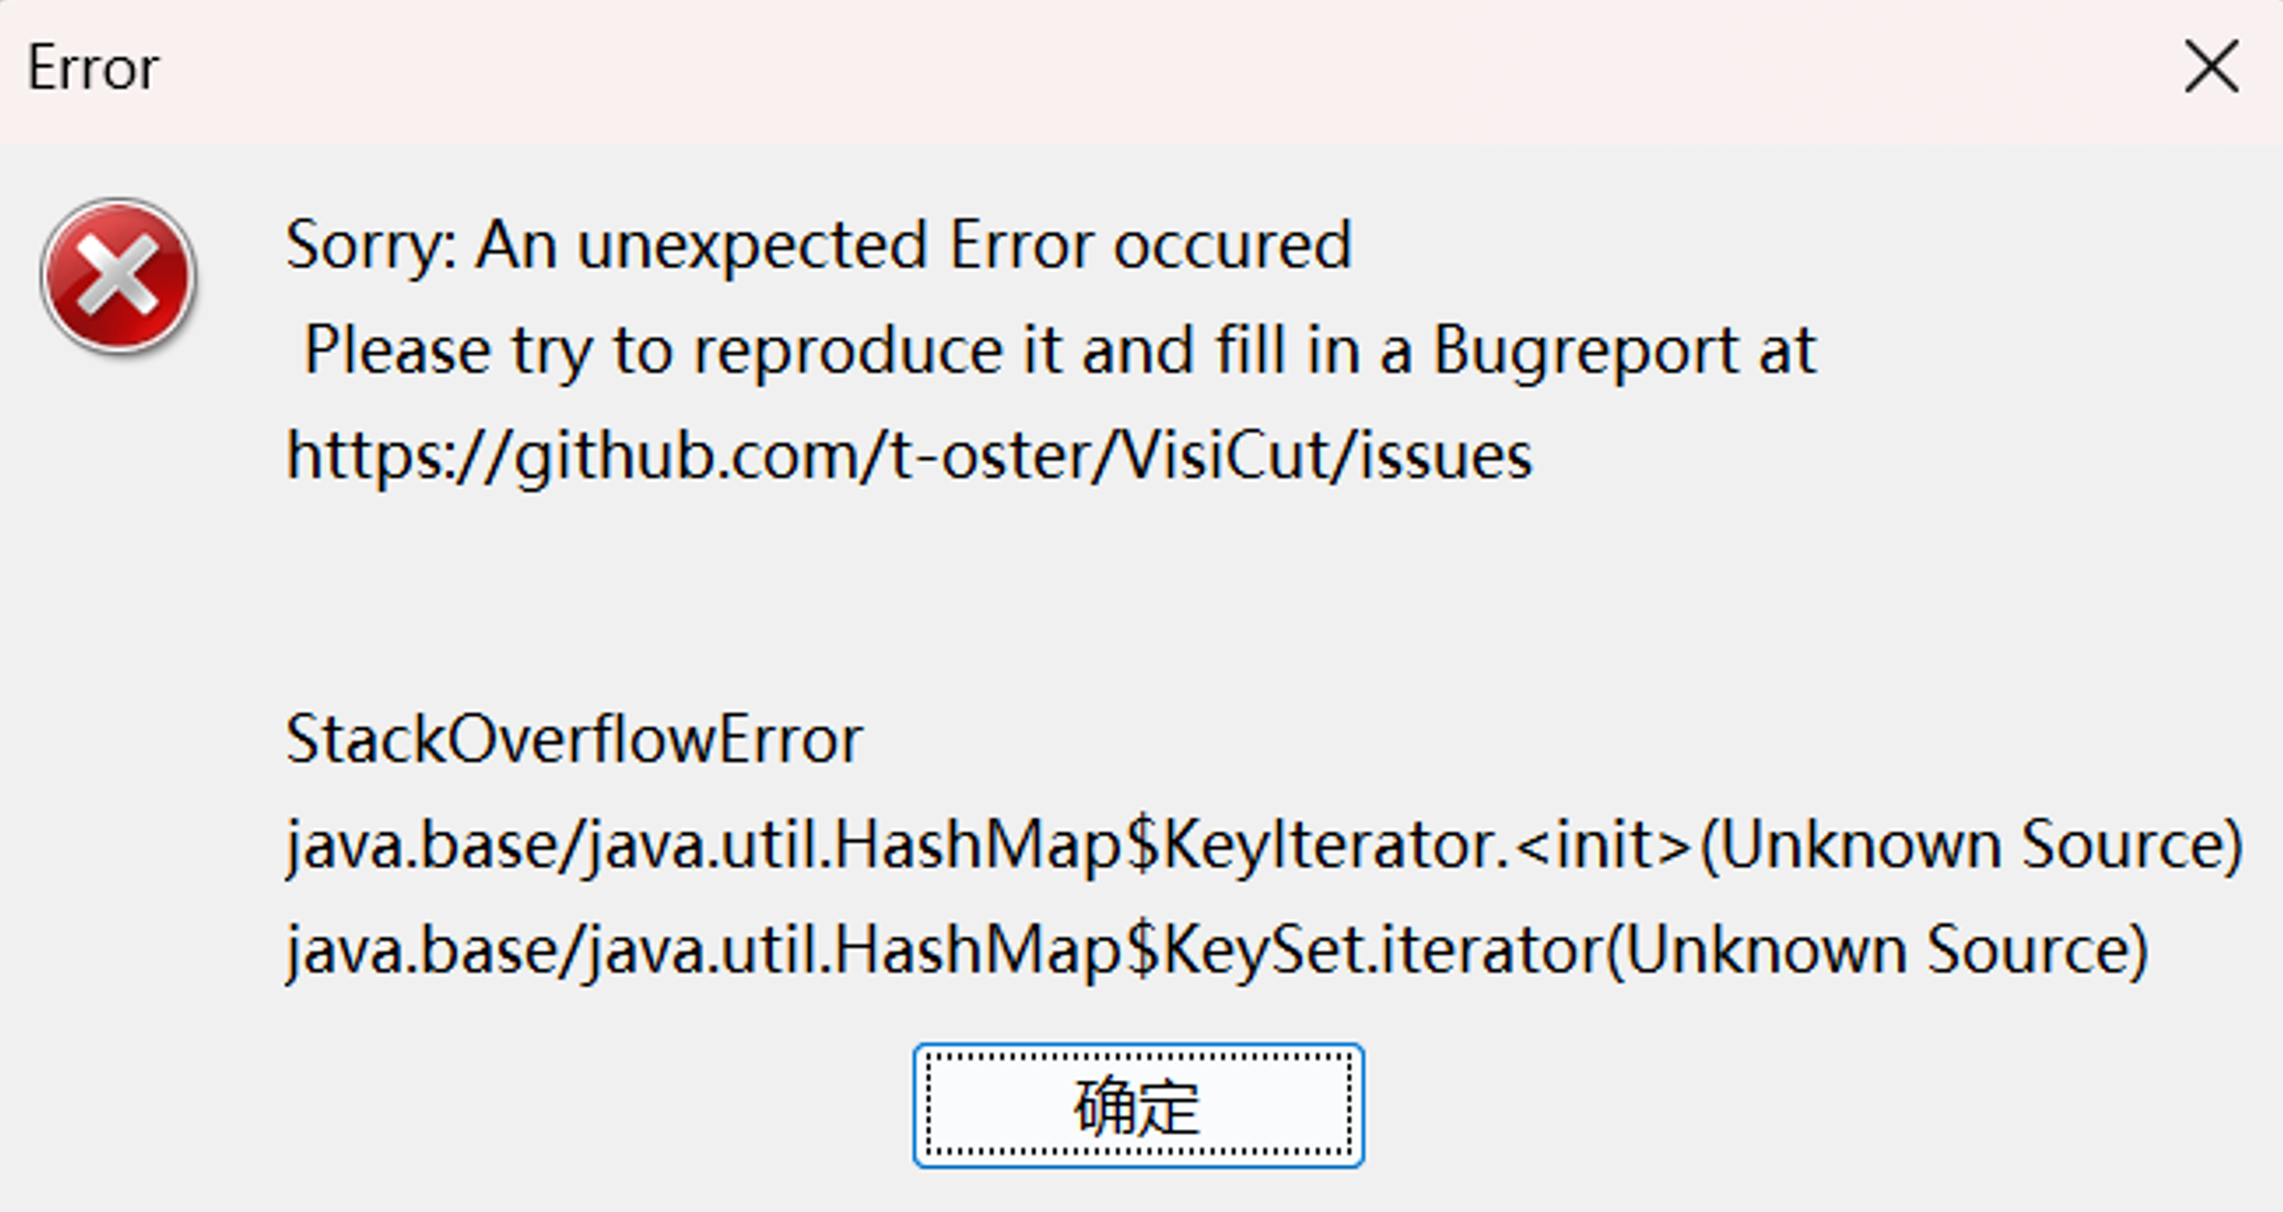 Error
Sorry: An unexpected Error occured
Please try to reproduce it and fill in a Bugreport at
https://github.com/t-oster/VisiCut/issues
StackOverflowError
java.base/java.util.HashMap$KeyIterator.<init>(Unknown Source)
java.base/java.util.HashMap$KeySet.iterator(Unknown Source)
确定